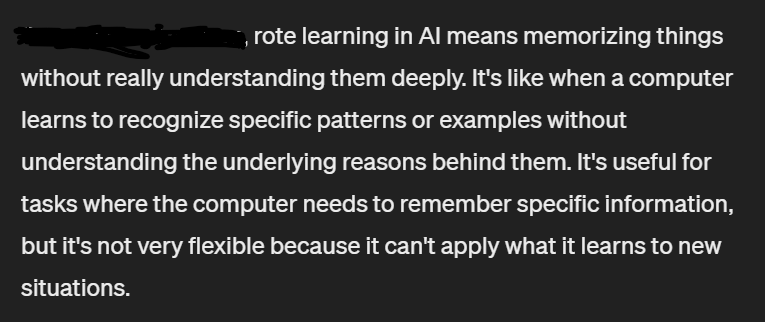 , rote learning in AI means memorizing things
without really understanding them deeply. It's like when a computer
learns to recognize specific patterns or examples without
understanding the underlying reasons behind them. It's useful for
tasks where the computer needs to remember specific information,
but it's not very flexible because it can't apply what it learns to new
situations.